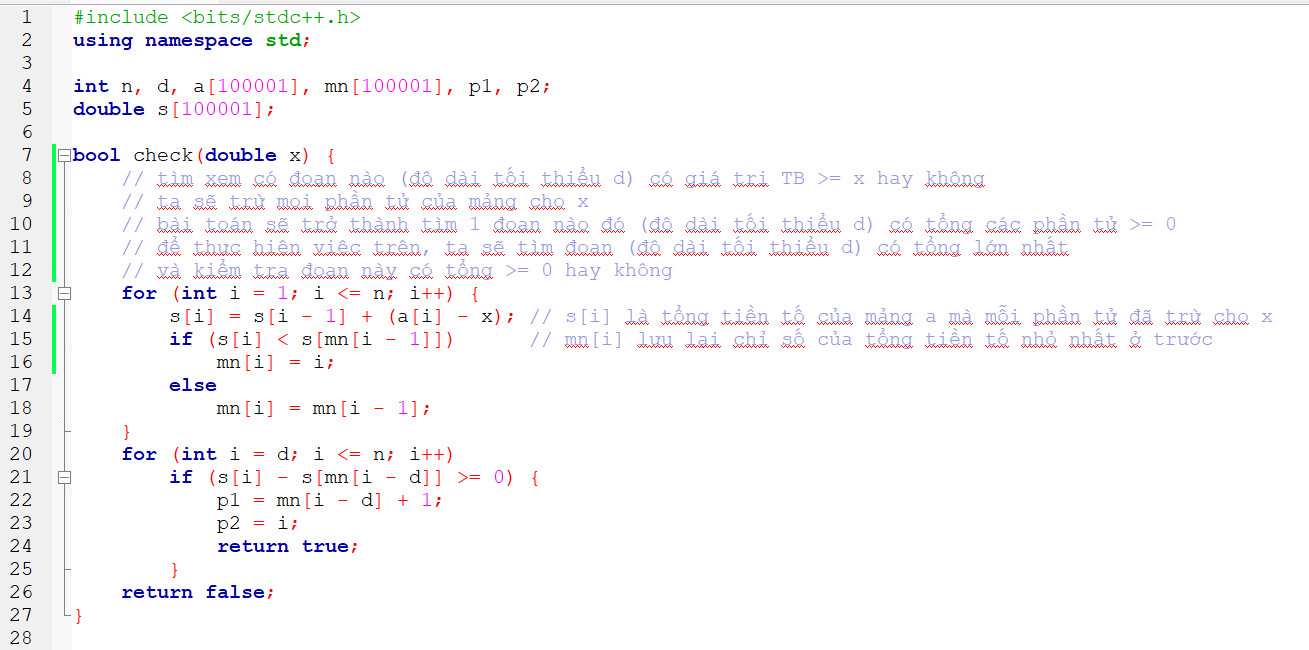 1 #include <bits/stdc++.h>
2 using namespace std;
3
4 int n, d, a[100001], mn[100001], p1, p2;
5 double s[100001];
6
7 bool check(double x) {
8 // tìm xem có đoạn nào (độ dài tối thiểu d) có giá trị TB >= x hay không
9 // ta sẽ trừ mọi phần tử của mảng cho x
10 // bài toán sẽ trở thành tìm 1 đoạn nào đó (độ dài tối thiểu d) có tổng các phần tử >= 0
11 // để thực hiện việc trên, ta sẽ tìm đoạn (độ dài tối thiểu d) có tổng lớn nhất
12 // và kiểm tra đoạn này có tổng >= 0 hay không
13 for (int i = 1; i <= n; i++) {
14 s[i] = s[i - 1] + (a[i] - x); // s[i] là tổng tiền tố của mảng a mà mỗi phần tử đã trừ cho x
15 if (s[i] < s[mn[i - 1]]) // mn[i] lưu lại chỉ số của tổng tiền tố nhỏ nhất ở trước
16 mn[i] = i;
17 else
18 mn[i] = mn[i - 1];
19 }
20 for (int i = d; i <= n; i++)
21 if (s[i] - s[mn[i - d]] >= 0) {
22 p1 = mn[i - d] + 1;
23 p2 = i;
24 return true;
25 }
26 return false;
27 }
28